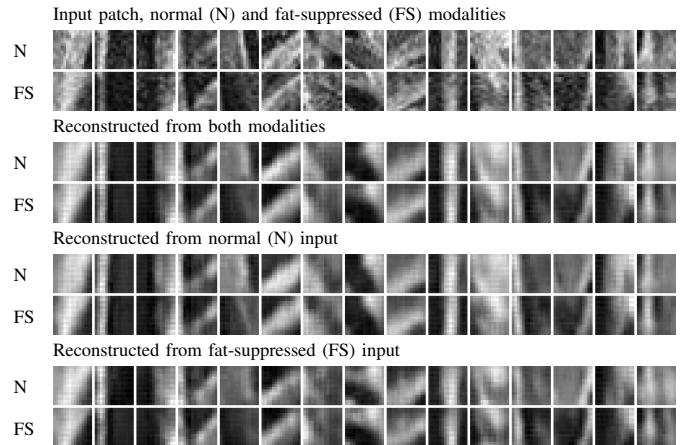 Input patch, normal (N) and fat-suppressed (FS) modalities
N
FS
Reconstructed from both modalities
N
FS
Reconstructed from normal (N) input
N
FS
Reconstructed from fat-suppressed (FS) input
N
FS